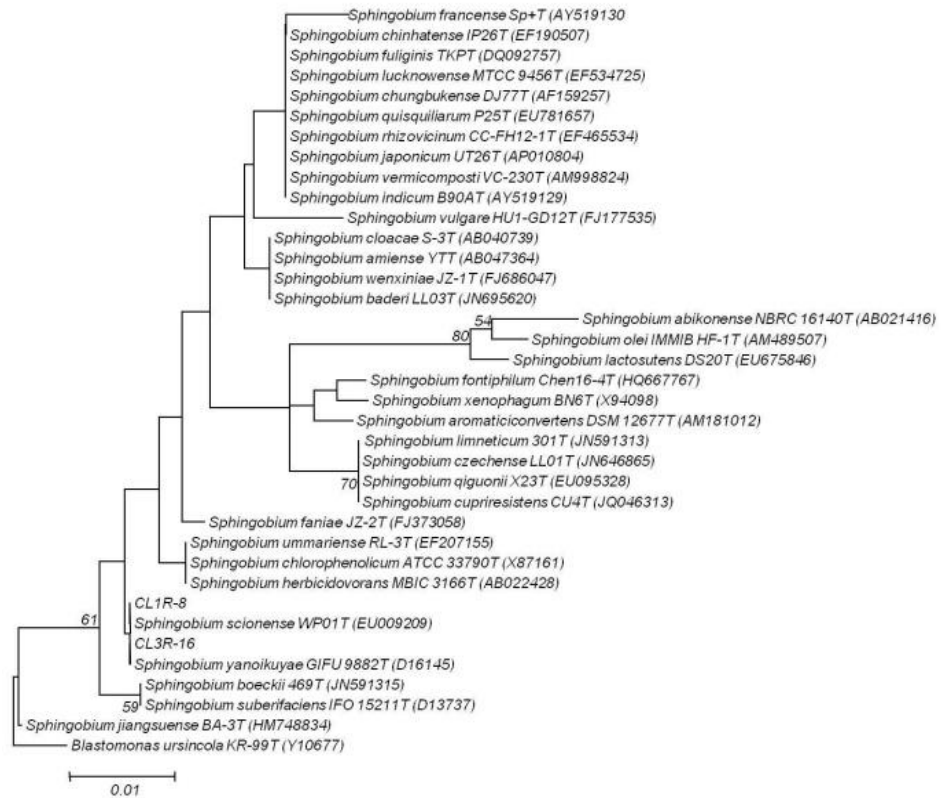 Sphingobium francense Sp+T (AY519130
Sphingobium chinhatense IP26T (EF190507)
Sphingobium fuliginis TKPT (DQ092757)
Sphingobium lucknowense MTCC 9456T (EF534725)
Sphingobium chungbukense DJ77T (AF159257)
Sphingobium quisquiliarum P25T (EU781657)
Sphingobium rhizovicinum CC-FH12-1T (EF465534)
Sphingobium japonicum UT26T (AP010804)
Sphingobium vermicomposti VC-230T (AM998824)
Sphingobium indicum B90AT (AY519129)
Sphingobium vulgare HU1-GD12T (FJ177535)
Sphingobium cloacae S-3T (AB040739)
Sphingobium amiense YTT (AB047364)
Sphingobium wenxiniae JZ-1T (FJ686047)
Sphingobium baderi LL03T (JN695620)
54 Sphingobium abikonense NBRC 16140T (AB021416)
80 Sphingobium olei IMMIB HF-1T (AM489507)
Sphingobium lactosutens DS20T (EU675846)
Sphingobium fontiphilum Chen16-4T (HQ667767)
Sphingobium xenophagum BN6T (X94098)
Sphingobium aromaticiconvertens DSM 12677T (AM181012)
Sphingobium limneticum 301T (JN591313)
Sphingobium czechense LL01T (JN646865)
70 Sphingobium qiguonii X23T (EU095328)
Sphingobium cupriresistens CU4T (JQ046313)
Sphingobium faniae JZ-2T (FJ373058)
Sphingobium ummariense RL-3T (EF207155)
Sphingobium chlorophenolicum ATCC 33790T (X87161)
Sphingobium herbicidovorans MBIC 3166T (AB022428)
CL1R-8
61 Sphingobium scionense WP01T (EU009209)
CL3R-16
Sphingobium yanoikuyae GIFU 9882T (D16145)
Sphingobium boeckii 469T (JN591315)
59 Sphingobium suberifaciens IFO 15211T (D13737)
Sphingobium jiangsuense BA-3T (HM748834)
Blastomonas ursincola KR-99T (Y10677)
0.01